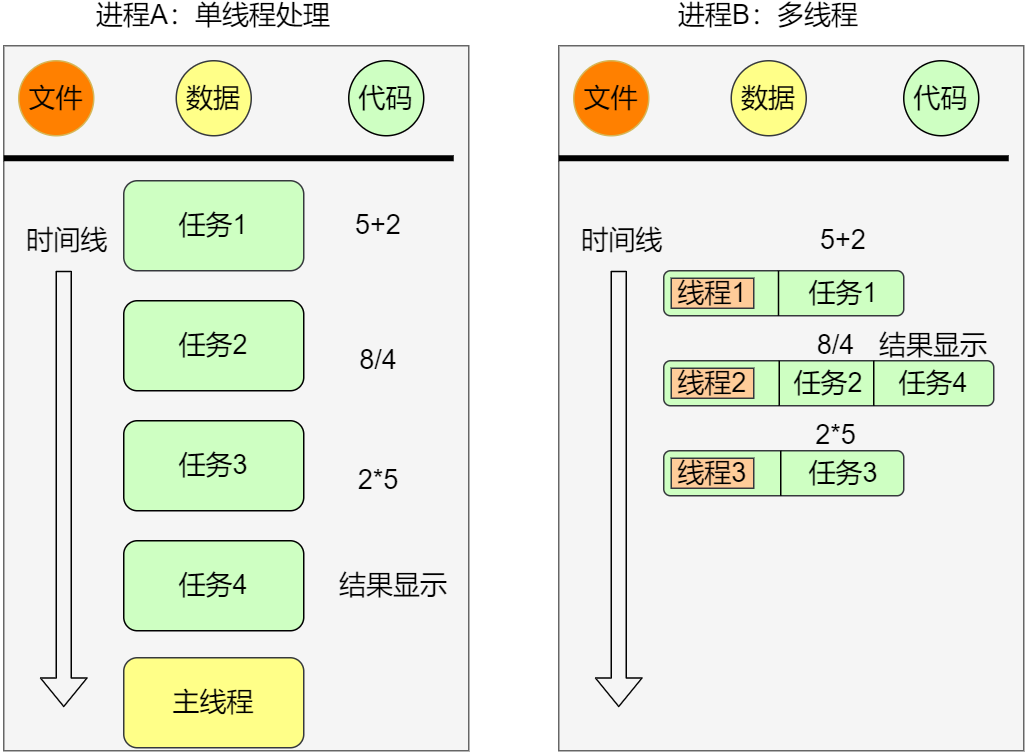 进程A：单线程处理
文件
数据
代码
时间线
任务1
5+2
任务2
8/4
任务3
2*5
任务4
结果显示
主线程
进程B：多线程
文件
数据
代码
时间线
5+2
线程1
任务1
8/4
结果显示
线程2
任务2
任务4
2*5
线程3
任务3